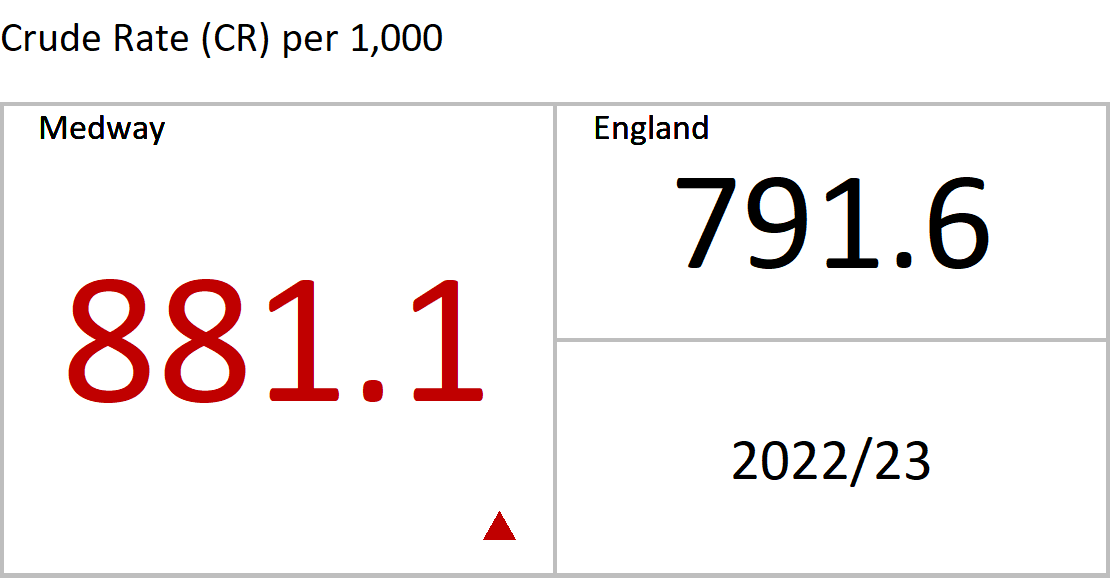 Crude Rate (CR) per 1,000
Medway
881.1
England
791.6
2022/23